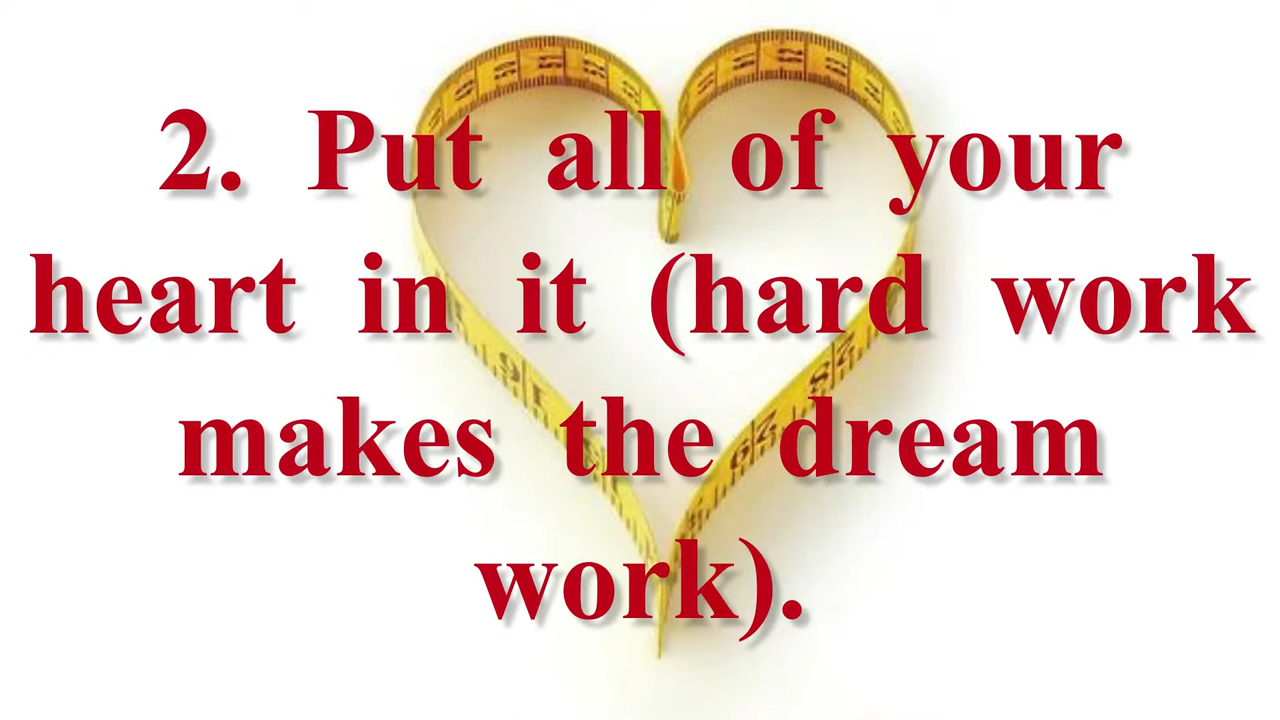 2. Put all of your
heart in it (hard work
makes the dream
work).